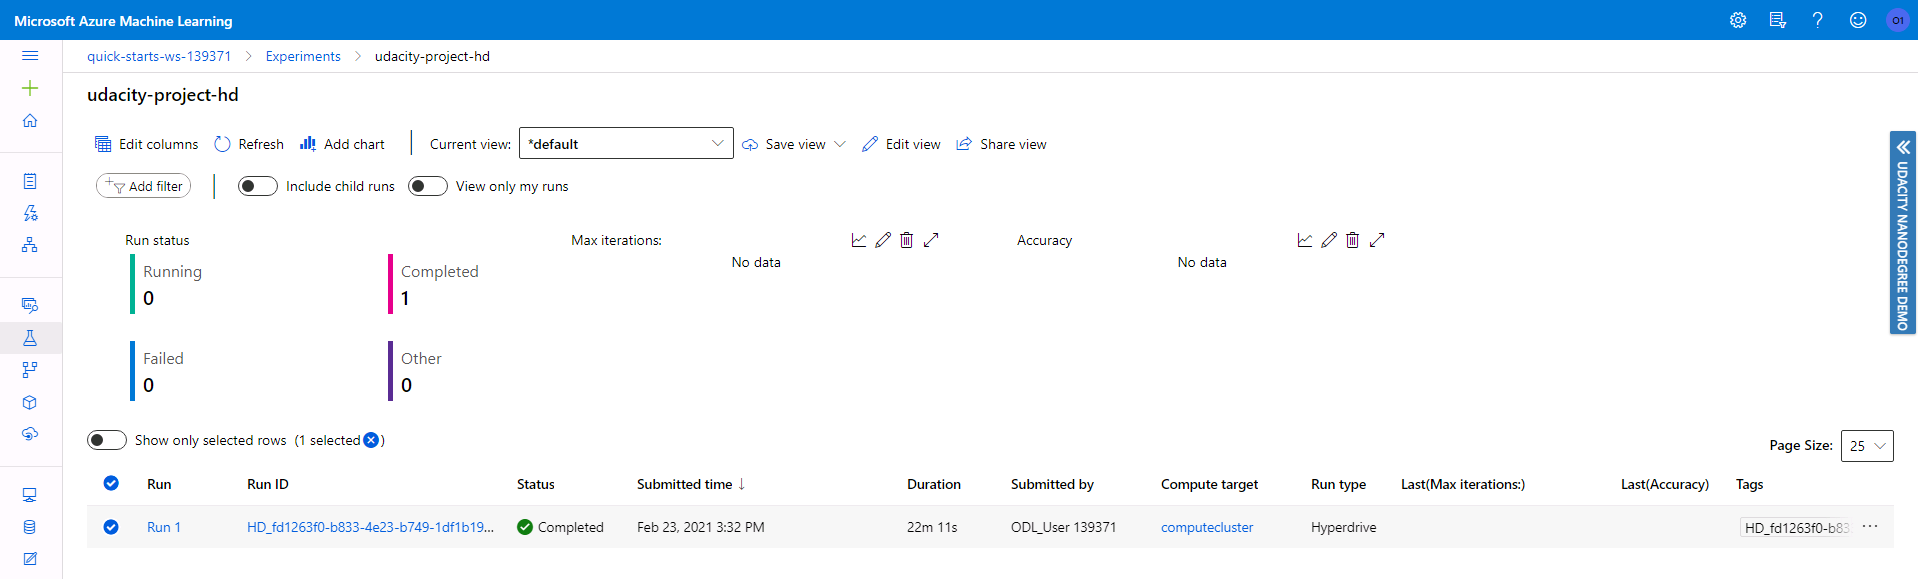 Microsoft Azure Machine Learning
O1
quick-starts-ws-139371 > Experiments > udacity-project-hd
udacity-project-hd
Edit columns Refresh Add chart Current view: *default Save view Edit view Share view
Add filter Include child runs View only my runs
Run status
Running
0
Completed
1
Failed
0
Other
0
Max iterations:
No data
Accuracy
No data
UDACITY NANODEGREE DEMO
Show only selected rows (1 selected )
Page Size: 25
Run Run ID Status Submitted time ↓ Duration Submitted by Compute target Run type Last(Max iterations:) Last(Accuracy) Tags
Run 1 HD_fd1263f0-b833-4e23-b749-1df1b19... Completed Feb 23, 2021 3:32 PM 22m 11s ODL_User 139371 computecluster Hyperdrive HD_fd1263f0-b83 ...